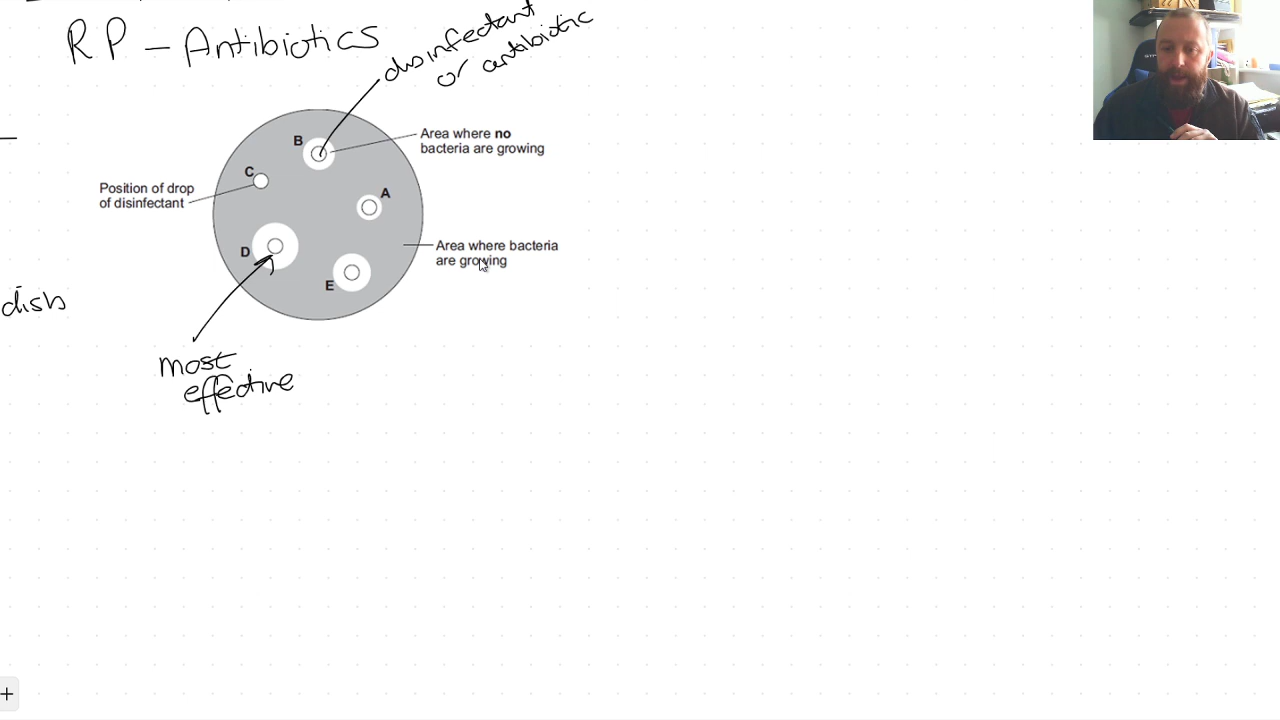 RP - Antibiotics
disinfectant
or antibiotic
B
Area where no
bacteria are growing
C
Position of drop
of disinfectant
A
D
Area where bacteria
are growing
E
dish
most
effective
+